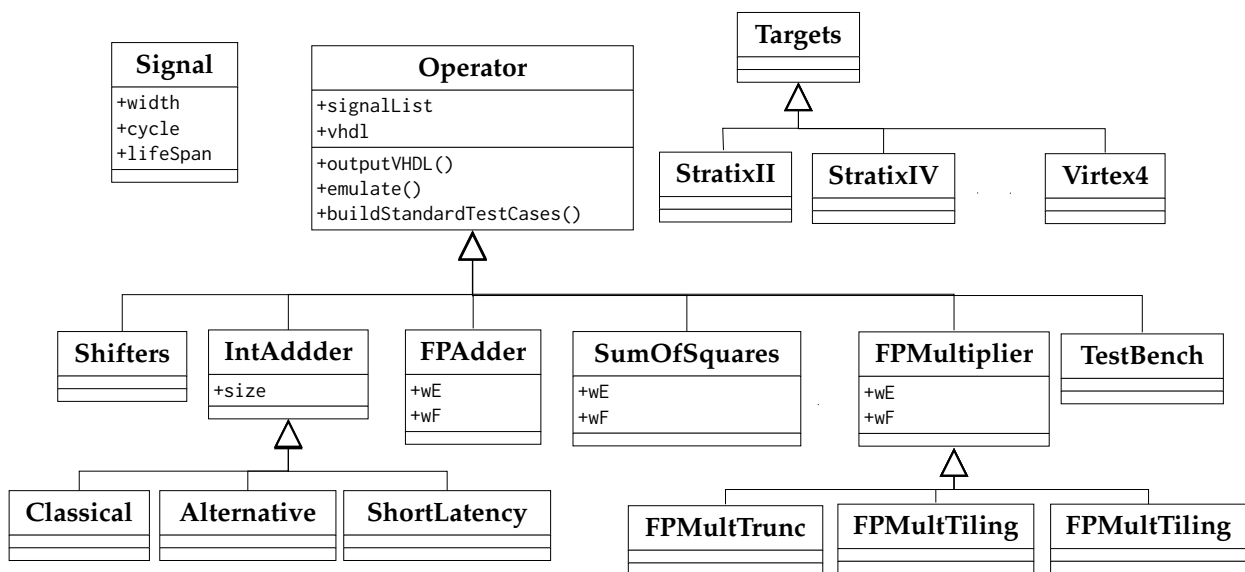 Signal
+width
+cycle
+lifeSpan
Operator
+signalList
+vhdl
+outputVHDL()
+emulate()
+buildStandardTestCases()
Targets
StratixII
StratixIV
. .
Virtex4
Shifters
IntAddder
+size
FPAdder
+wE
+wF
SumOfSquares
+wE
+wF
.
FPMultiplier
+wE
+wF
TestBench
Classical
Alternative
ShortLatency
FPMultTrunc
FPMultTiling
FPMultTiling